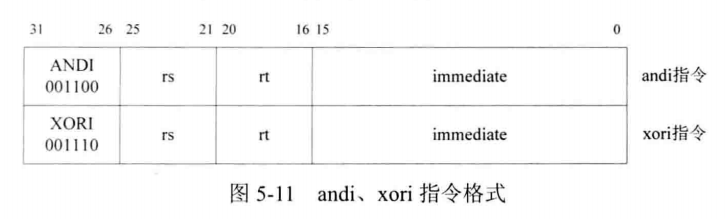 31 26 25 21 20 16 15 0
ANDI
001100
rs rt immediate andi指令
XORI
001110
rs rt immediate xori指令
图 5-11 andi、xori 指令格式